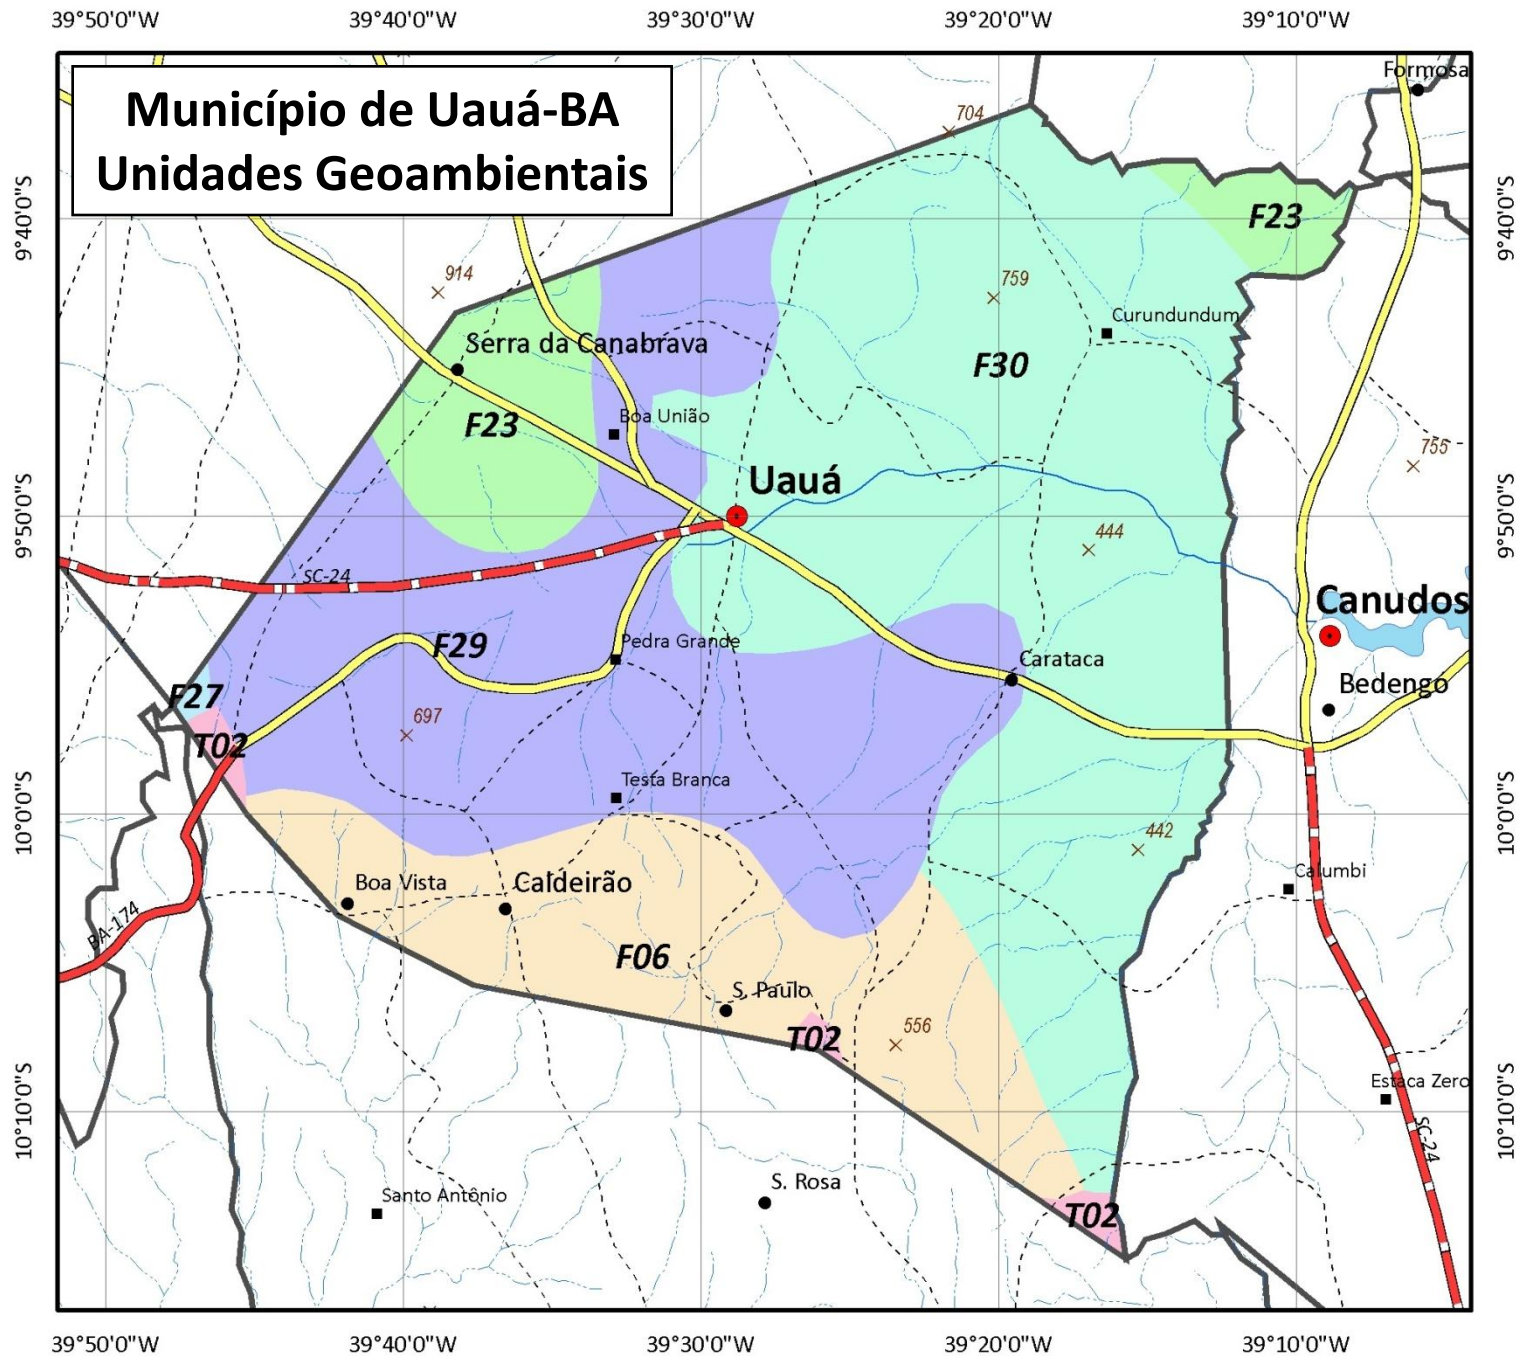 39°50'0"W
39°40'0"W
39°30'0"W
39°20'0"W
39°10'0"W
Município de Uauá-BA
Unidades Geoambientais
Formosa
704
9°40'0"S
F23
9°40'0"S
914
759
Curundundum
Serra da Canabrava
F30
F23
Boa União
755
Uauá
9°50'0"S
444
9°50'0"S
SC-24
Canudos
F29
Pedra Grande
Carataca
F27
Bedengó
697
T02
Testa Branca
10°0'0"S
442
10°0'0"S
Calumbi
Boa Vista
Caldeirão
BA-174
F06
S. Paulo
556
T02
Estaca Zero
10°10'0"S
10°10'0"S
SC-24
S. Rosa
Santo Antônio
T02
39°50'0"W
39°40'0"W
39°30'0"W
39°20'0"W
39°10'0"W